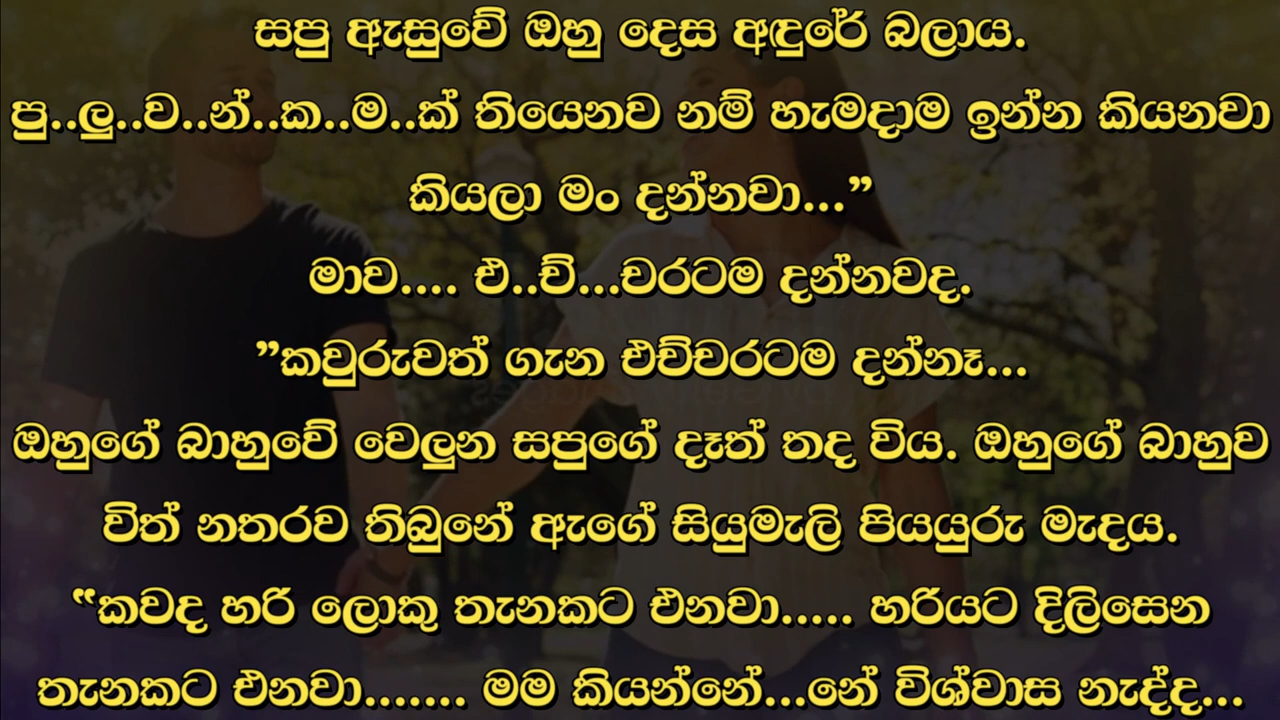 සපු ඇසුවේ ඔහු දෙස අඳුරේ බලාය.
පු..ලු..ව..න්..ක..ම..ක් තියෙනව නම් හැමදාම ඉන්න කියනවා
කියලා මං දන්නවා...”
මාව.... එ..ච්...චරටම දන්නවද.
”කවුරුවත් ගැන එච්චරටම දන්නෑ...
ඔහුගේ බාහුවේ වෙලුන සපුගේ දෑත් තද විය. ඔහුගේ බාහුව
විත් නතරව තිබුනේ ඇගේ සියුමැලි පියයුරු මැදය.
“කවද හරි ලොකු තැනකට එනවා..... හරියට දිලිසෙන
තැනකට එනවා....... මම කියන්නේ...නේ විශ්වාස නැද්ද...